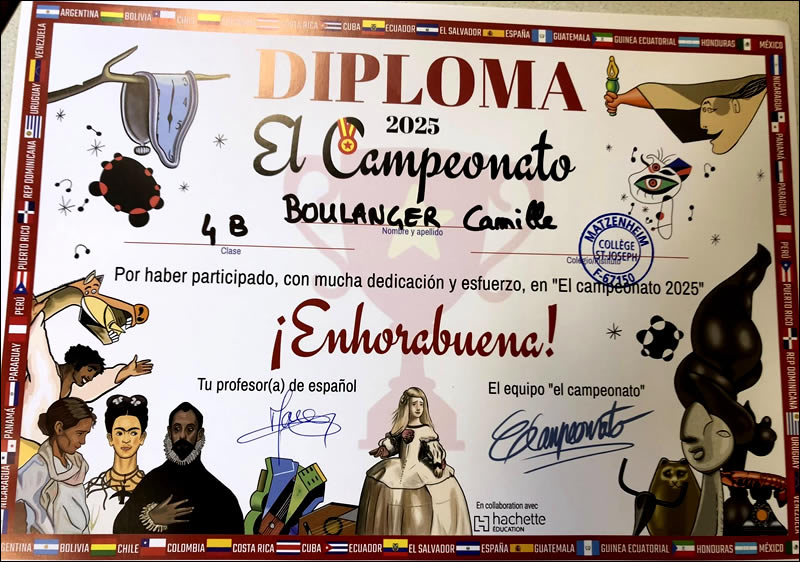 ARGENTINA BOLIVIA CHILE COSTA RICA CUBA ECUADOR EL SALVADOR ESPAÑA GUATEMALA GUINEA ECUATORIAL HONDURAS MÉXICO
DIPLOMA
2025
El Campeonato
4 B BOULANGER Camille
Clase
Nombre y apellido
MATZENHEIM
COLLÈGE
ST JOSEPH
F-67150
Por haber participado, con mucha dedicación y esfuerzo, en "El campeonato 2025"
¡Enhorabuena!
Tu profesor(a) de español
El equipo "el campeonato"
El Campeonato
En collaboration avec
hachette
ÉDUCATION
VENEZUELA
URUGUAY
REP DOMINICANA
PUERTO RICO
PERÚ
PARAGUAY
PANAMÁ
NICARAGUA
NICARAGUA
PANAMÁ
PARAGUAY
PERÚ
PUERTO RICO
REP DOMINICANA
URUGUAY
VENEZUELA
ARGENTINA BOLIVIA CHILE COLOMBIA COSTA RICA CUBA ECUADOR EL SALVADOR ESPAÑA GUATEMALA GUINEA ECUATORIAL HONDURAS MÉXICO